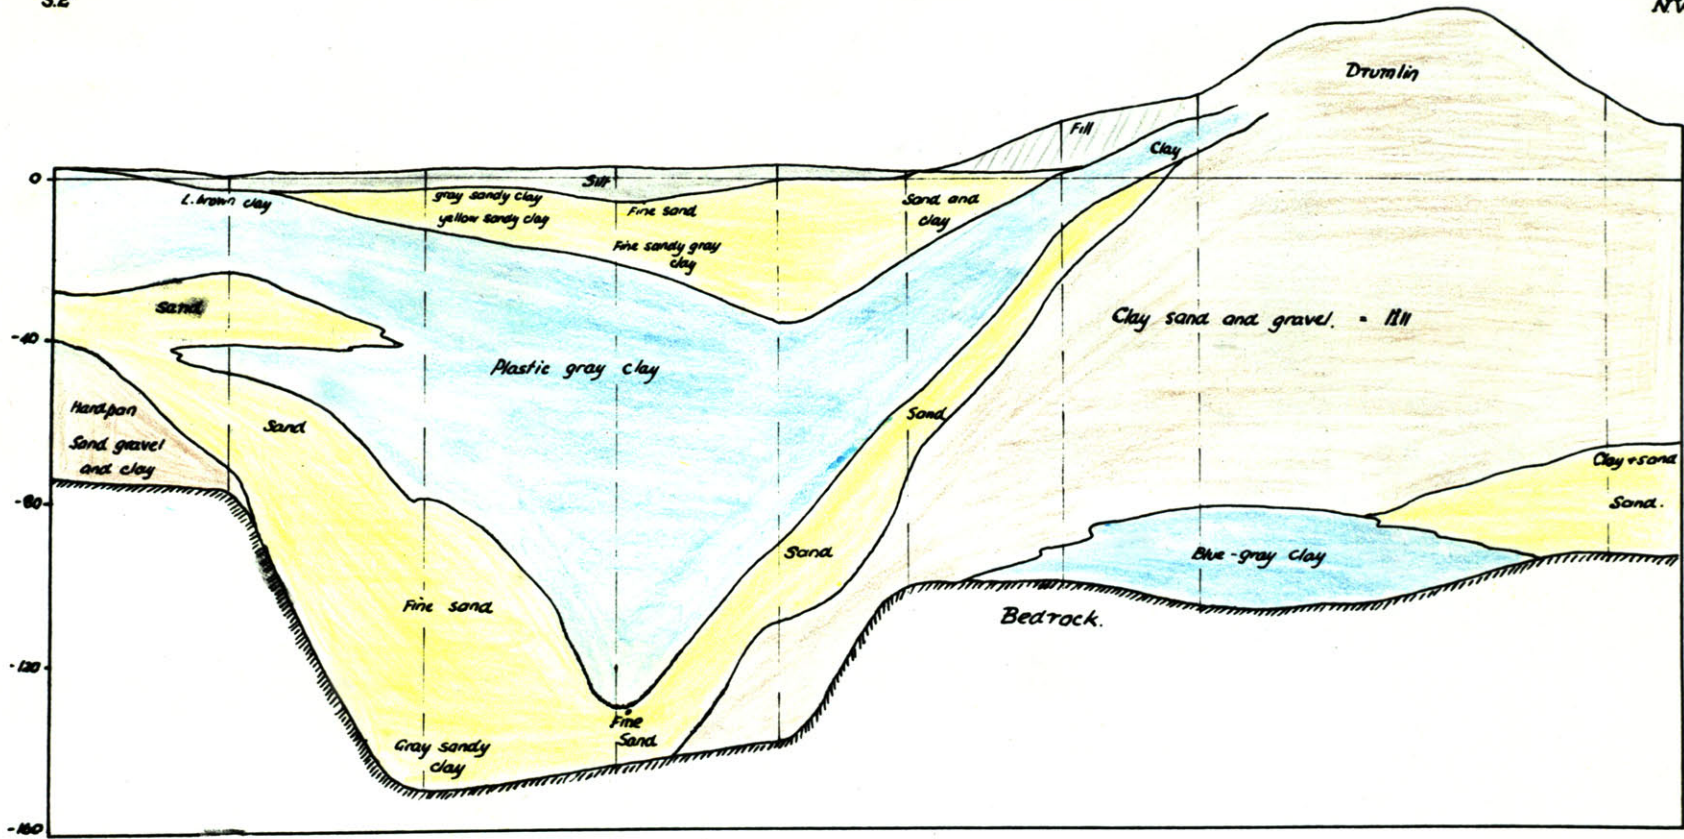 S.E
N.W
Drumlin
Fill
Clay
0
Silt
L. brown clay
gray sandy clay
yellow sandy clay
Fine sand
Sand and
clay
Fine sandy gray
clay
Sand
Clay sand and gravel. = till
-40
Plastic gray clay
Hardpan
Sand gravel
and clay
Sand
Sand
Clay + sand
Sand.
-80
Sand
Blue-gray clay
Fine sand
Bedrock.
-120
Fine
Sand
Gray sandy
clay
-160